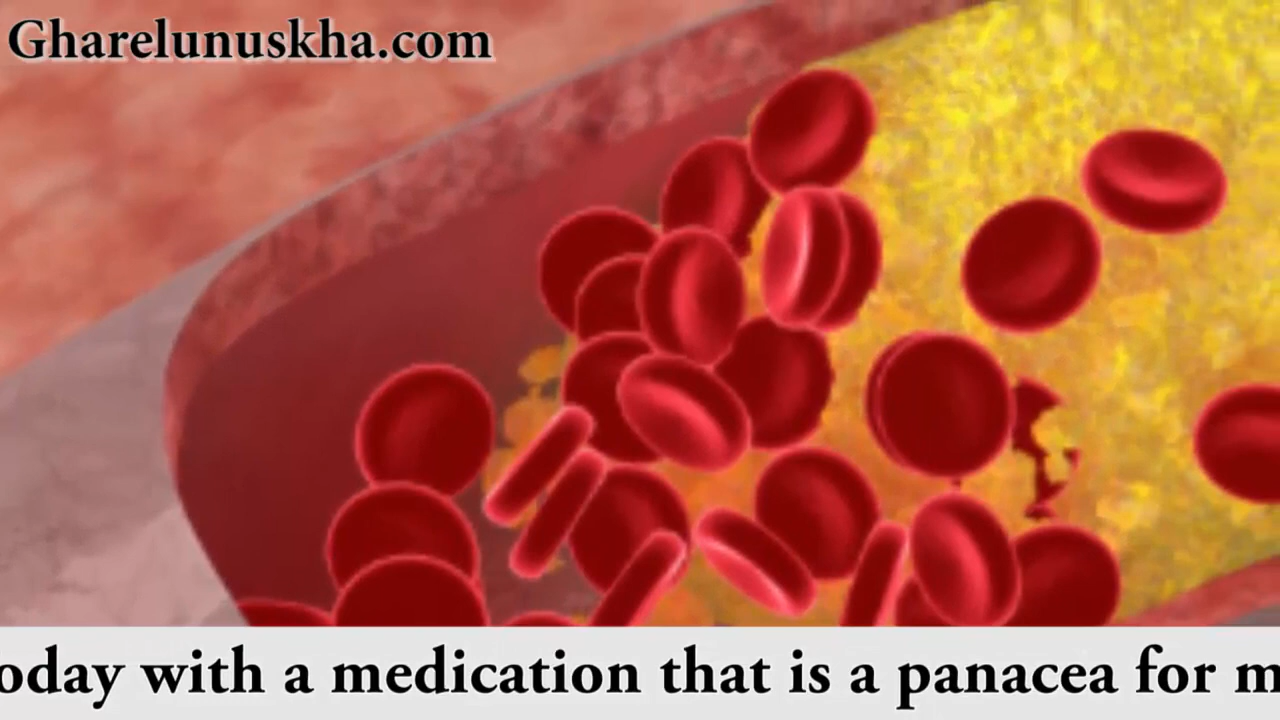 Gharelunuskha.com
oday with a medication that is a panacea for m